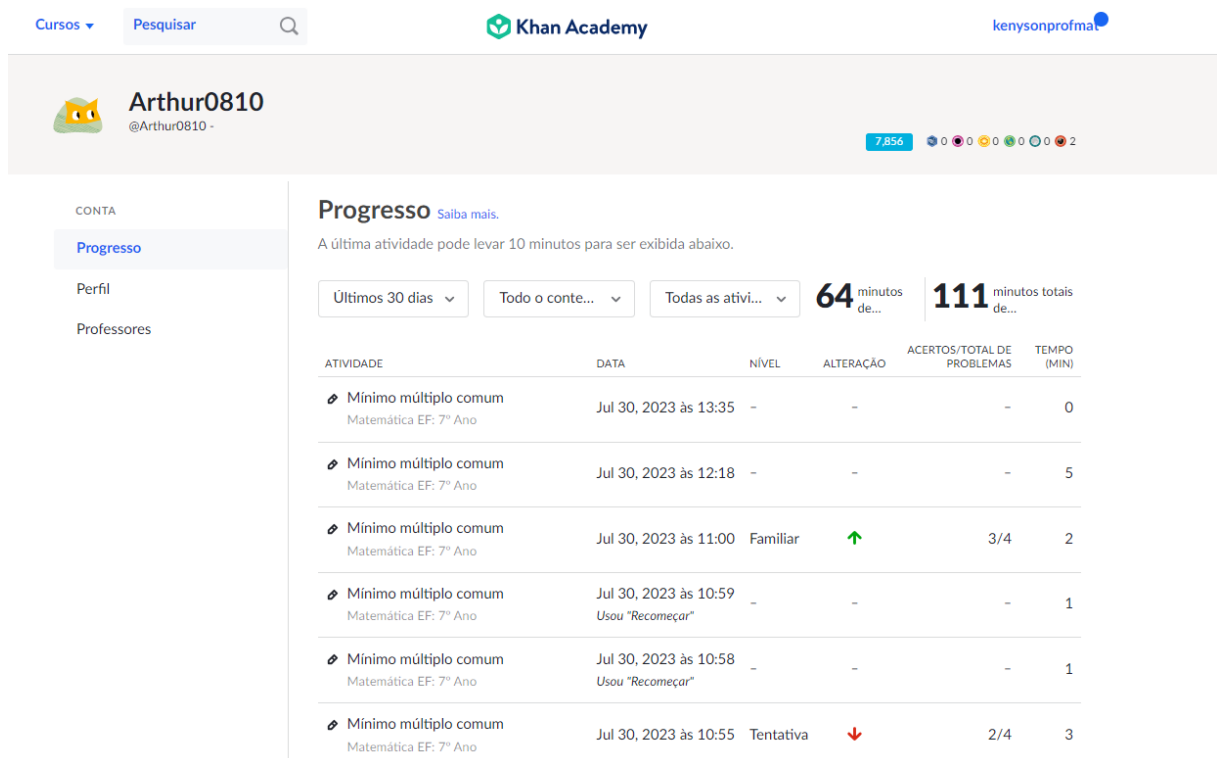 Cursos
Pesquisar
Khan Academy
kenysonprofmat
Arthur0810
@Arthur0810 -
7,856 0 0 0 0 0 2
CONTA
Progresso
Perfil
Professores
Progresso Saiba mais.
A última atividade pode levar 10 minutos para ser exibida abaixo.
Últimos 30 dias
Todo o conte...
Todas as ativi...
64 minutos de...
111 minutos totais de...
ATIVIDADE DATA NÍVEL ALTERAÇÃO ACERTOS/TOTAL DE PROBLEMAS TEMPO (MIN)
Mínimo múltiplo comum Jul 30, 2023 às 13:35 – – – 0
Matemática EF: 7º Ano
Mínimo múltiplo comum Jul 30, 2023 às 12:18 – – – 5
Matemática EF: 7º Ano
Mínimo múltiplo comum Jul 30, 2023 às 11:00 Familiar 3/4 2
Matemática EF: 7º Ano
Mínimo múltiplo comum Jul 30, 2023 às 10:59 – – – 1
Matemática EF: 7º Ano Usou "Recomeçar"
Mínimo múltiplo comum Jul 30, 2023 às 10:58 – – – 1
Matemática EF: 7º Ano Usou "Recomeçar"
Mínimo múltiplo comum Jul 30, 2023 às 10:55 Tentativa 2/4 3
Matemática EF: 7º Ano